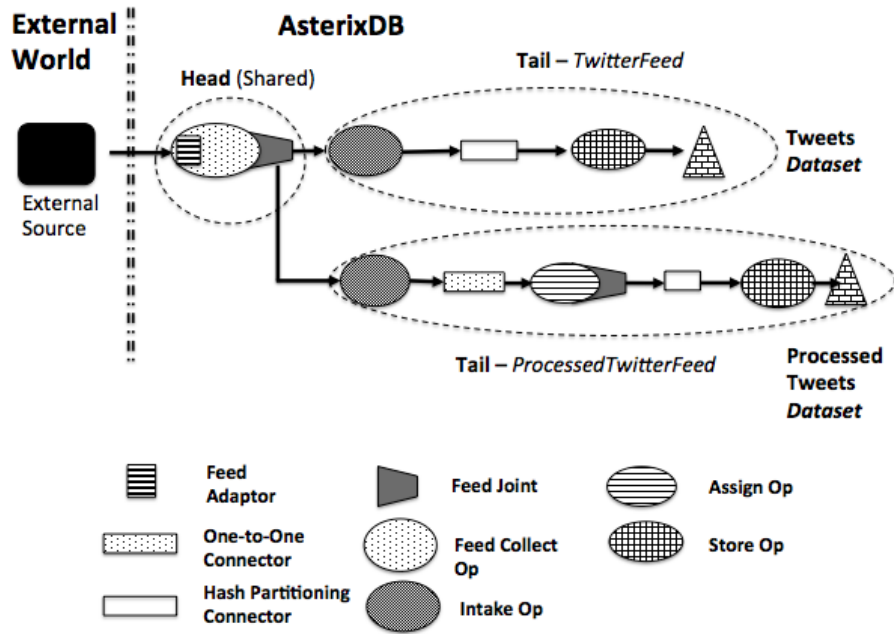 External
World
AsterixDB
Head (Shared)
Tail – TwitterFeed
External
Source
Tweets
Dataset
Tail – ProcessedTwitterFeed
Processed
Tweets
Dataset
Feed
Adaptor
Feed Joint
Assign Op
One-to-One
Connector
Feed Collect
Op
Store Op
Hash Partitioning
Connector
Intake Op